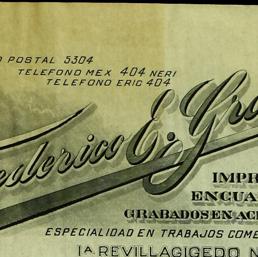 O POSTAL 5304
TELEFONO MEX 404 NERI
TELEFONO ERIC 404
ederico E. Gra
IMPR
ENCUA
GRABADOS EN AC
ESPECIALIDAD EN TRABAJOS COME
1A REVILLAGIGEDO N